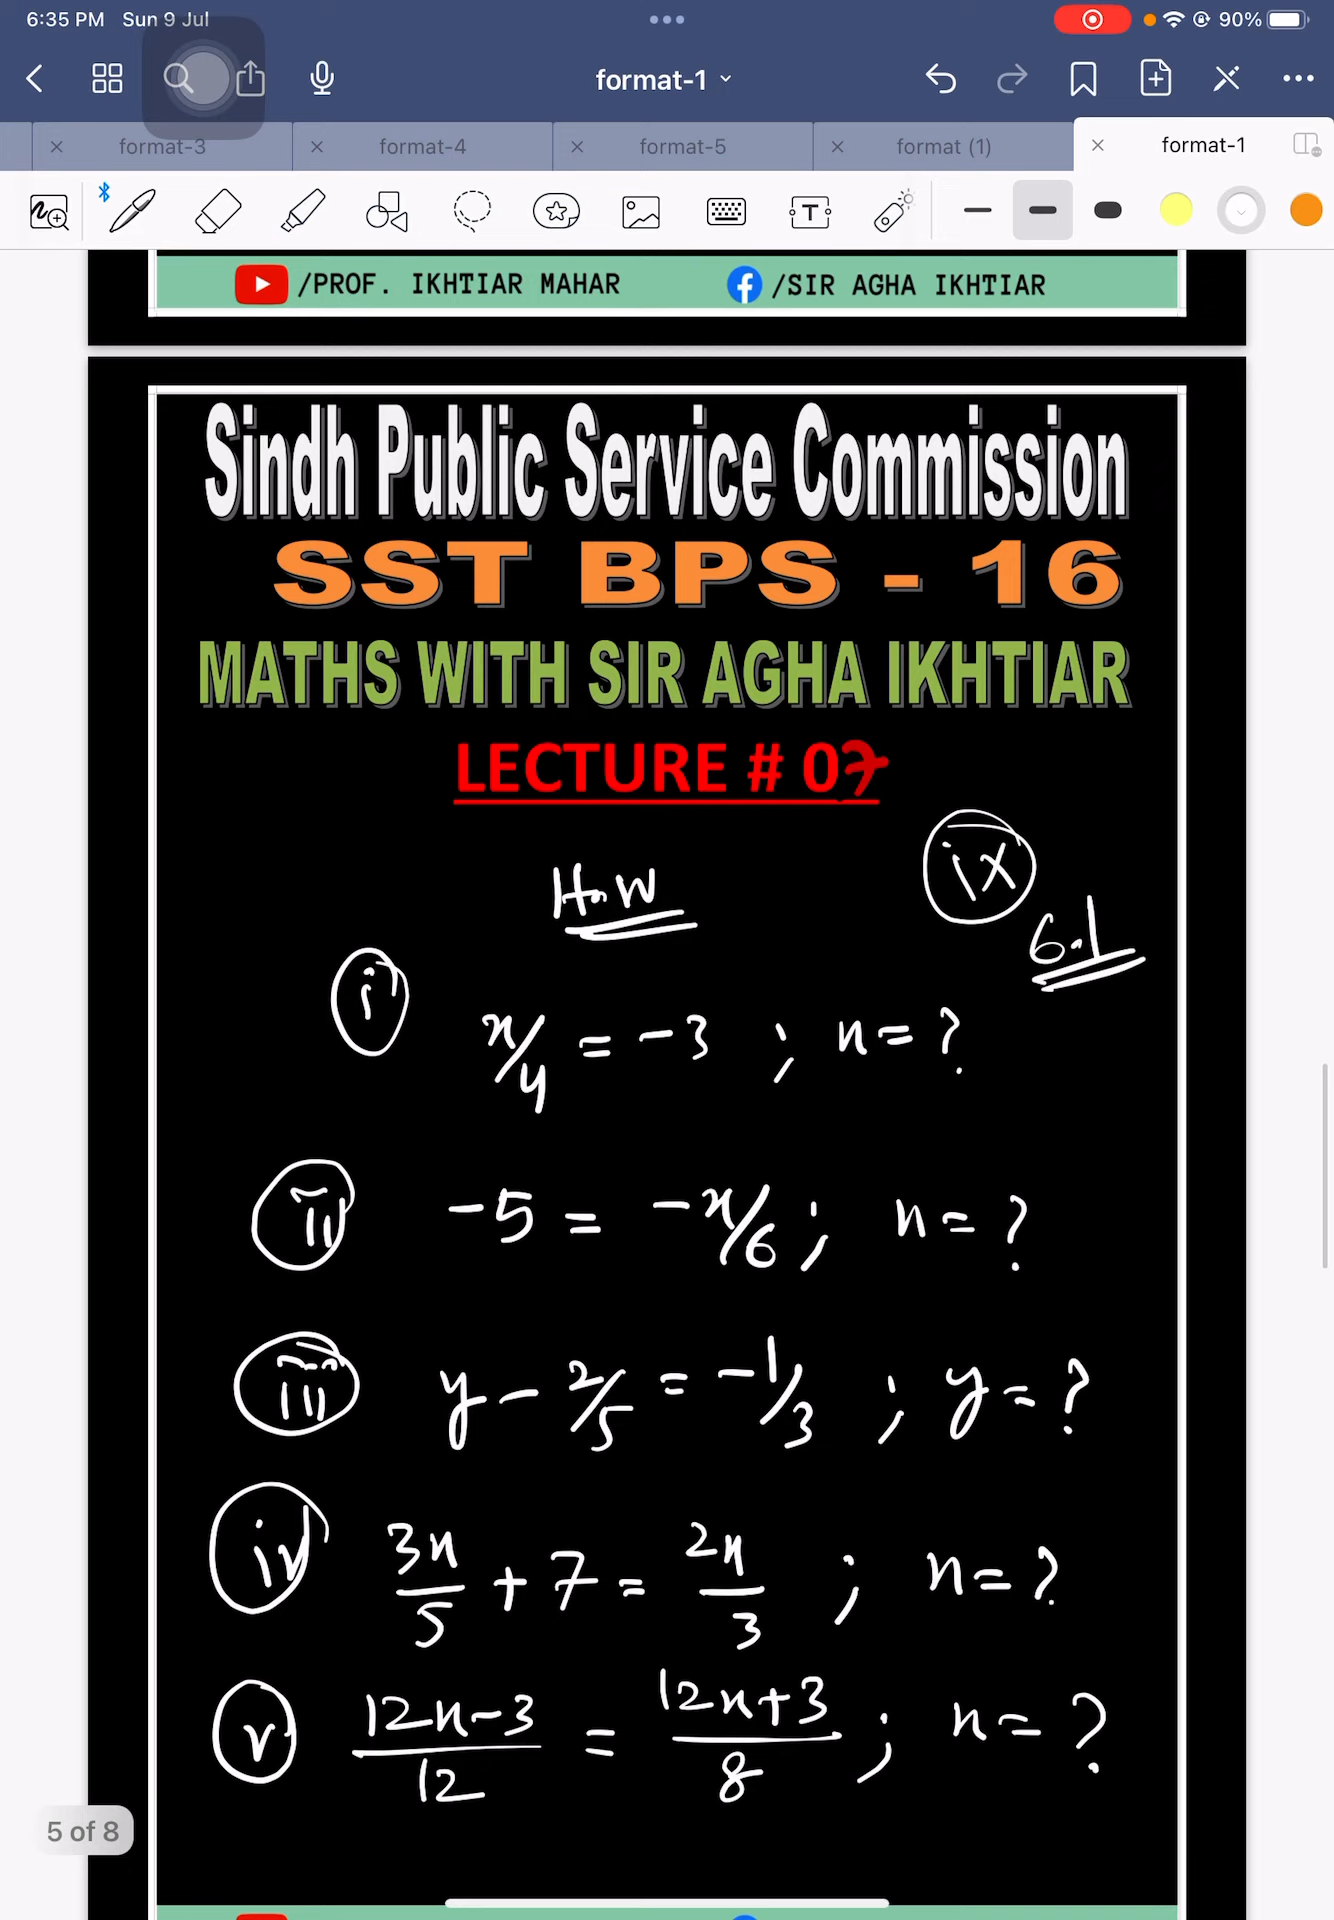 6:35 PM Sun 9 Jul 90%
format-1
format-3 format-4 format-5 format (1) format-1
/PROF. IKHTIAR MAHAR /SIR AGHA IKHTIAR
Sindh Public Service Commission
SST BPS - 16
MATHS WITH SIR AGHA IKHTIAR
LECTURE # 07
H.W ix
6.1
i x/4 = -3 ; x = ?
ii -5 = -x/6 ; x = ?
iii y - 2/5 = -1/3 ; y = ?
iv 3x/5 + 7 = 2x/3 ; x = ?
v 12x-3/12 = 12x+3/8 ; x = ?
5 of 8